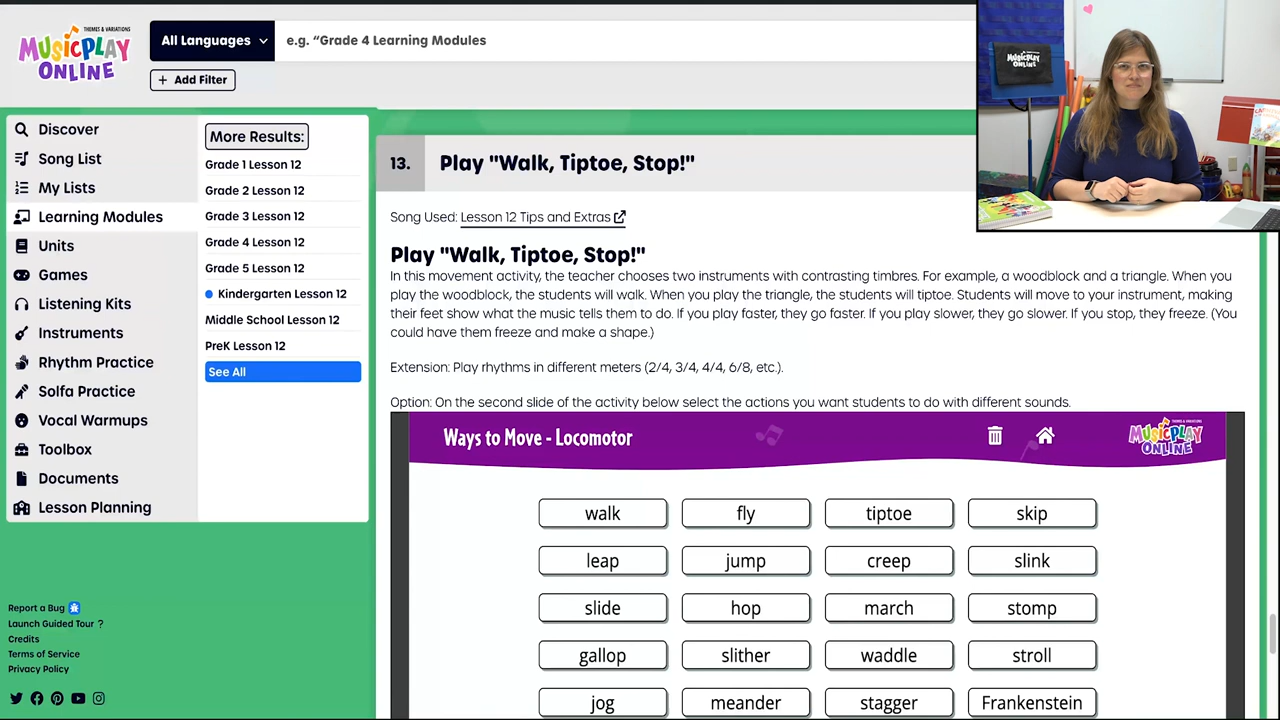 THEMES & VARIATIONS
MUSICPLAY
ONLINE
All Languages
e.g. “Grade 4 Learning Modules
+ Add Filter
Discover
Song List
My Lists
Learning Modules
Units
Games
Listening Kits
Instruments
Rhythm Practice
Solfa Practice
Vocal Warmups
Toolbox
Documents
Lesson Planning
More Results:
Grade 1 Lesson 12
Grade 2 Lesson 12
Grade 3 Lesson 12
Grade 4 Lesson 12
Grade 5 Lesson 12
Kindergarten Lesson 12
Middle School Lesson 12
PreK Lesson 12
See All
Report a Bug
Launch Guided Tour ?
Credits
Terms of Service
Privacy Policy
13. Play "Walk, Tiptoe, Stop!"
Song Used: Lesson 12 Tips and Extras
Play "Walk, Tiptoe, Stop!"
In this movement activity, the teacher chooses two instruments with contrasting timbres. For example, a woodblock and a triangle. When you
play the woodblock, the students will walk. When you play the triangle, the students will tiptoe. Students will move to your instrument, making
their feet show what the music tells them to do. If you play faster, they go faster. If you play slower, they go slower. If you stop, they freeze. (You
could have them freeze and make a shape.)
Extension: Play rhythms in different meters (2/4, 3/4, 4/4, 6/8, etc.).
Option: On the second slide of the activity below select the actions you want students to do with different sounds.
Ways to Move - Locomotor
THEMES & VARIATIONS
MUSICPLAY
ONLINE
walk fly tiptoe skip
leap jump creep slink
slide hop march stomp
gallop slither waddle stroll
jog meander stagger Frankenstein
MUSICPLAY
ONLINE